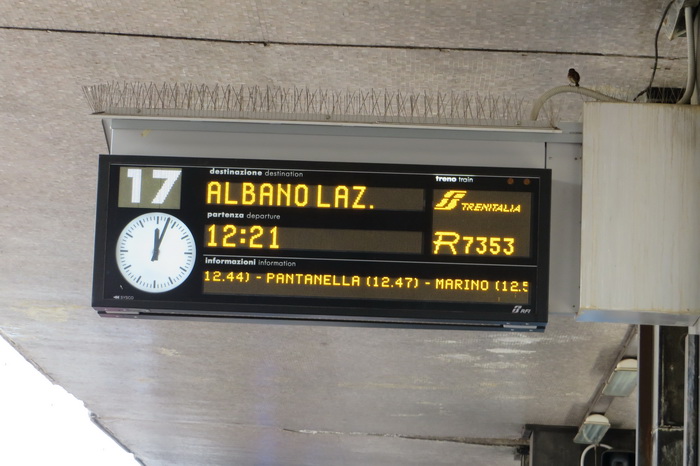 17
destinazione destination
treno train
ALBANO LAZ.
TRENITALIA
partenza departure
12:21
R 7353
informazioni information
12.44) - PANTANELLA (12.47) - MARINO (12.5
RFI